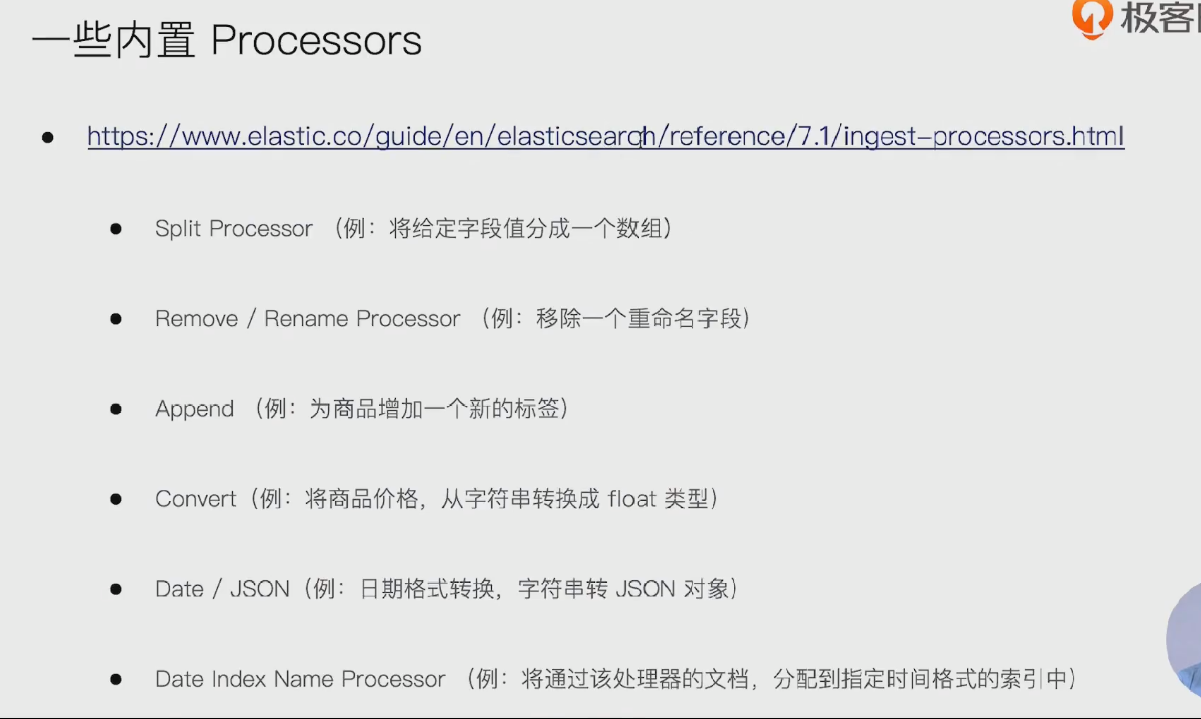 一些内置 Processors
极客
https://www.elastic.co/guide/en/elasticsearch/reference/7.1/ingest-processors.html
Split Processor （例：将给定字段值分成一个数组）
Remove / Rename Processor （例：移除一个重命名字段）
Append （例：为商品增加一个新的标签）
Convert（例：将商品价格，从字符串转换成 float 类型）
Date / JSON（例：日期格式转换，字符串转 JSON 对象）
Date Index Name Processor （例：将通过该处理器的文档，分配到指定时间格式的索引中）